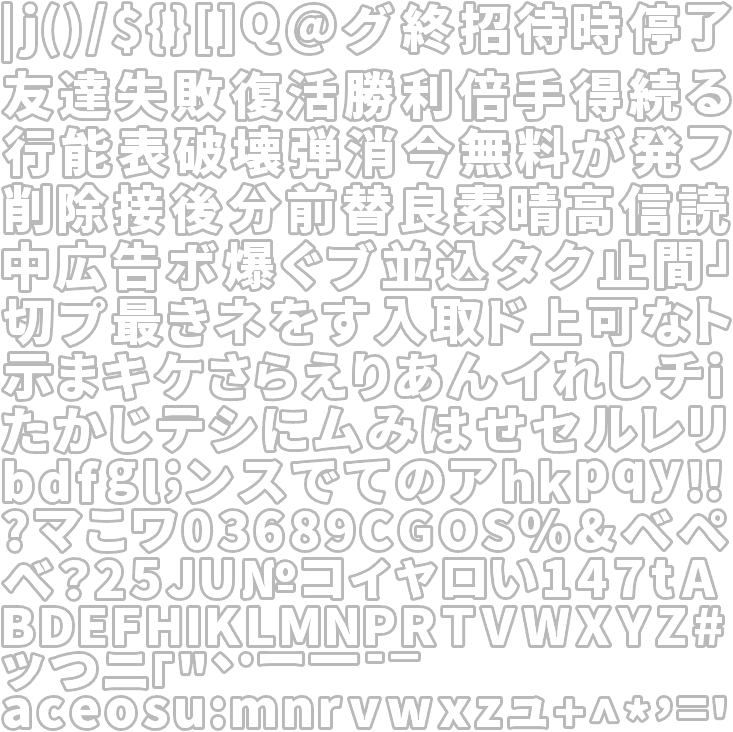 |j()/${}[]Q@グ終招待時停了
友達失敗復活勝利倍手得続る
行能表破壊弾消今無料が発フ
削除接後分前替良素晴高信読
中広告ボ爆ぐブ並込タク止間」
切プ最きネをす入取ド上可なト
示まキケさらえりあんイれしチi
たかじテシにムみはせセルレリ
bdfgl;ンスでてのアhkpqy!!
?マこワ03689CGOS%&ベペ
べ?25JUN№コィヤロい147tA
BDEFHIKLMNPRTVWXYZ#
ッつニ「"`¨
aceosu:mnrvwxzュ+^*,='